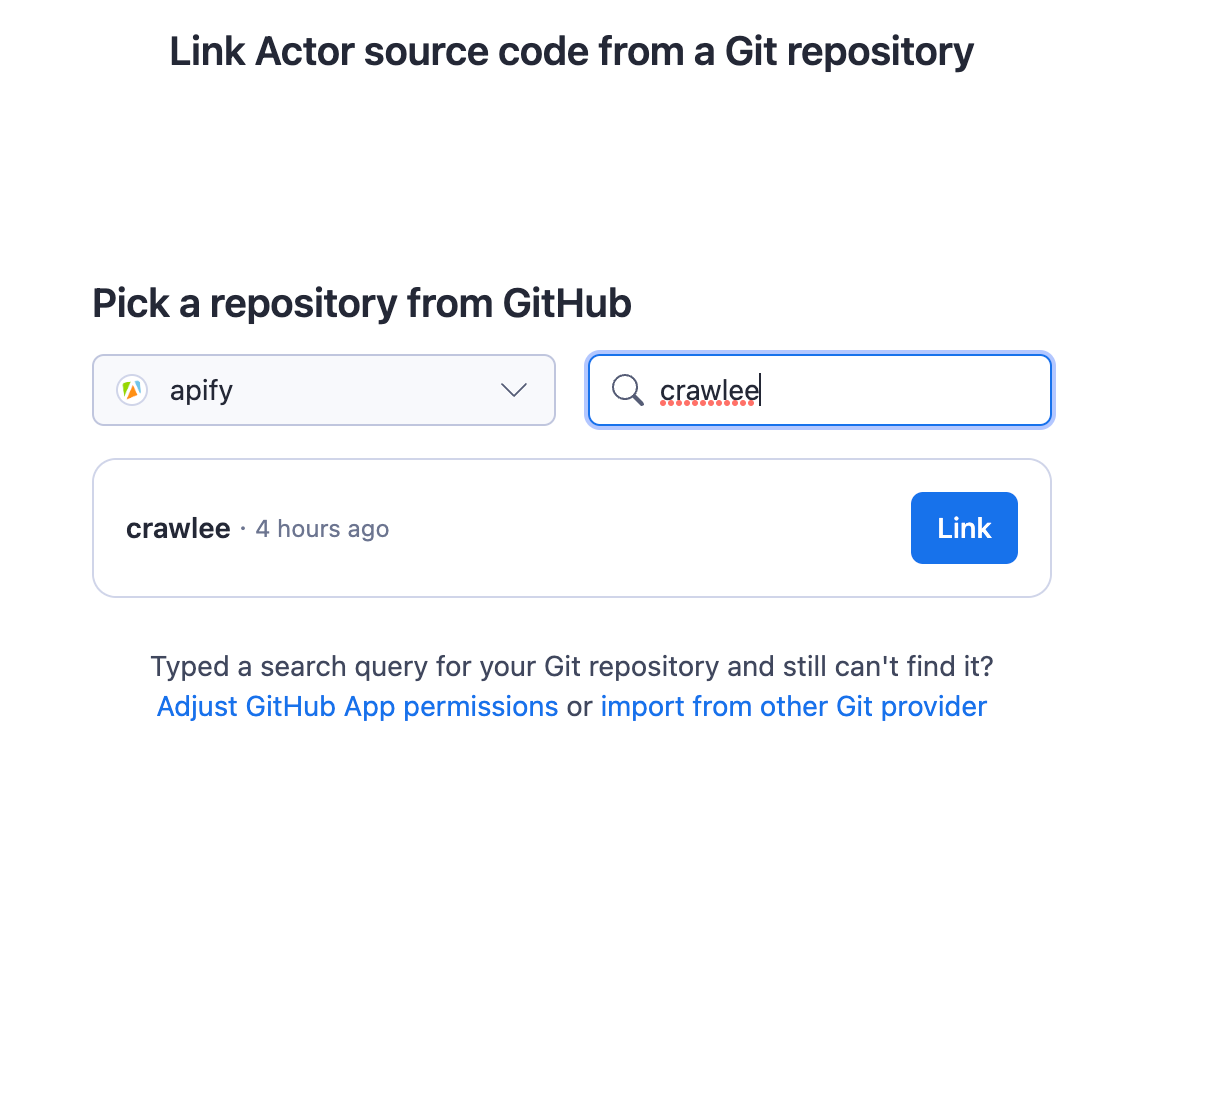 Link Actor source code from a Git repository
Pick a repository from GitHub
apify
crawlee
crawlee · 4 hours ago
Link
Typed a search query for your Git repository and still can't find it?
Adjust GitHub App permissions or import from other Git provider